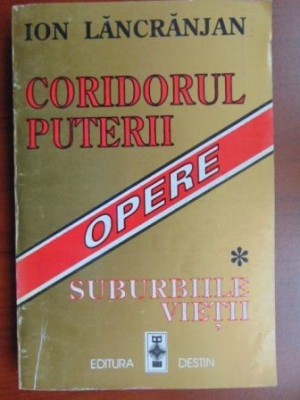 ION LĂNCRĂNJAN
CORIDORUL
PUTERII
OPERE
*
SUBURBIILE
VIEȚII
EDITURA DESTIN